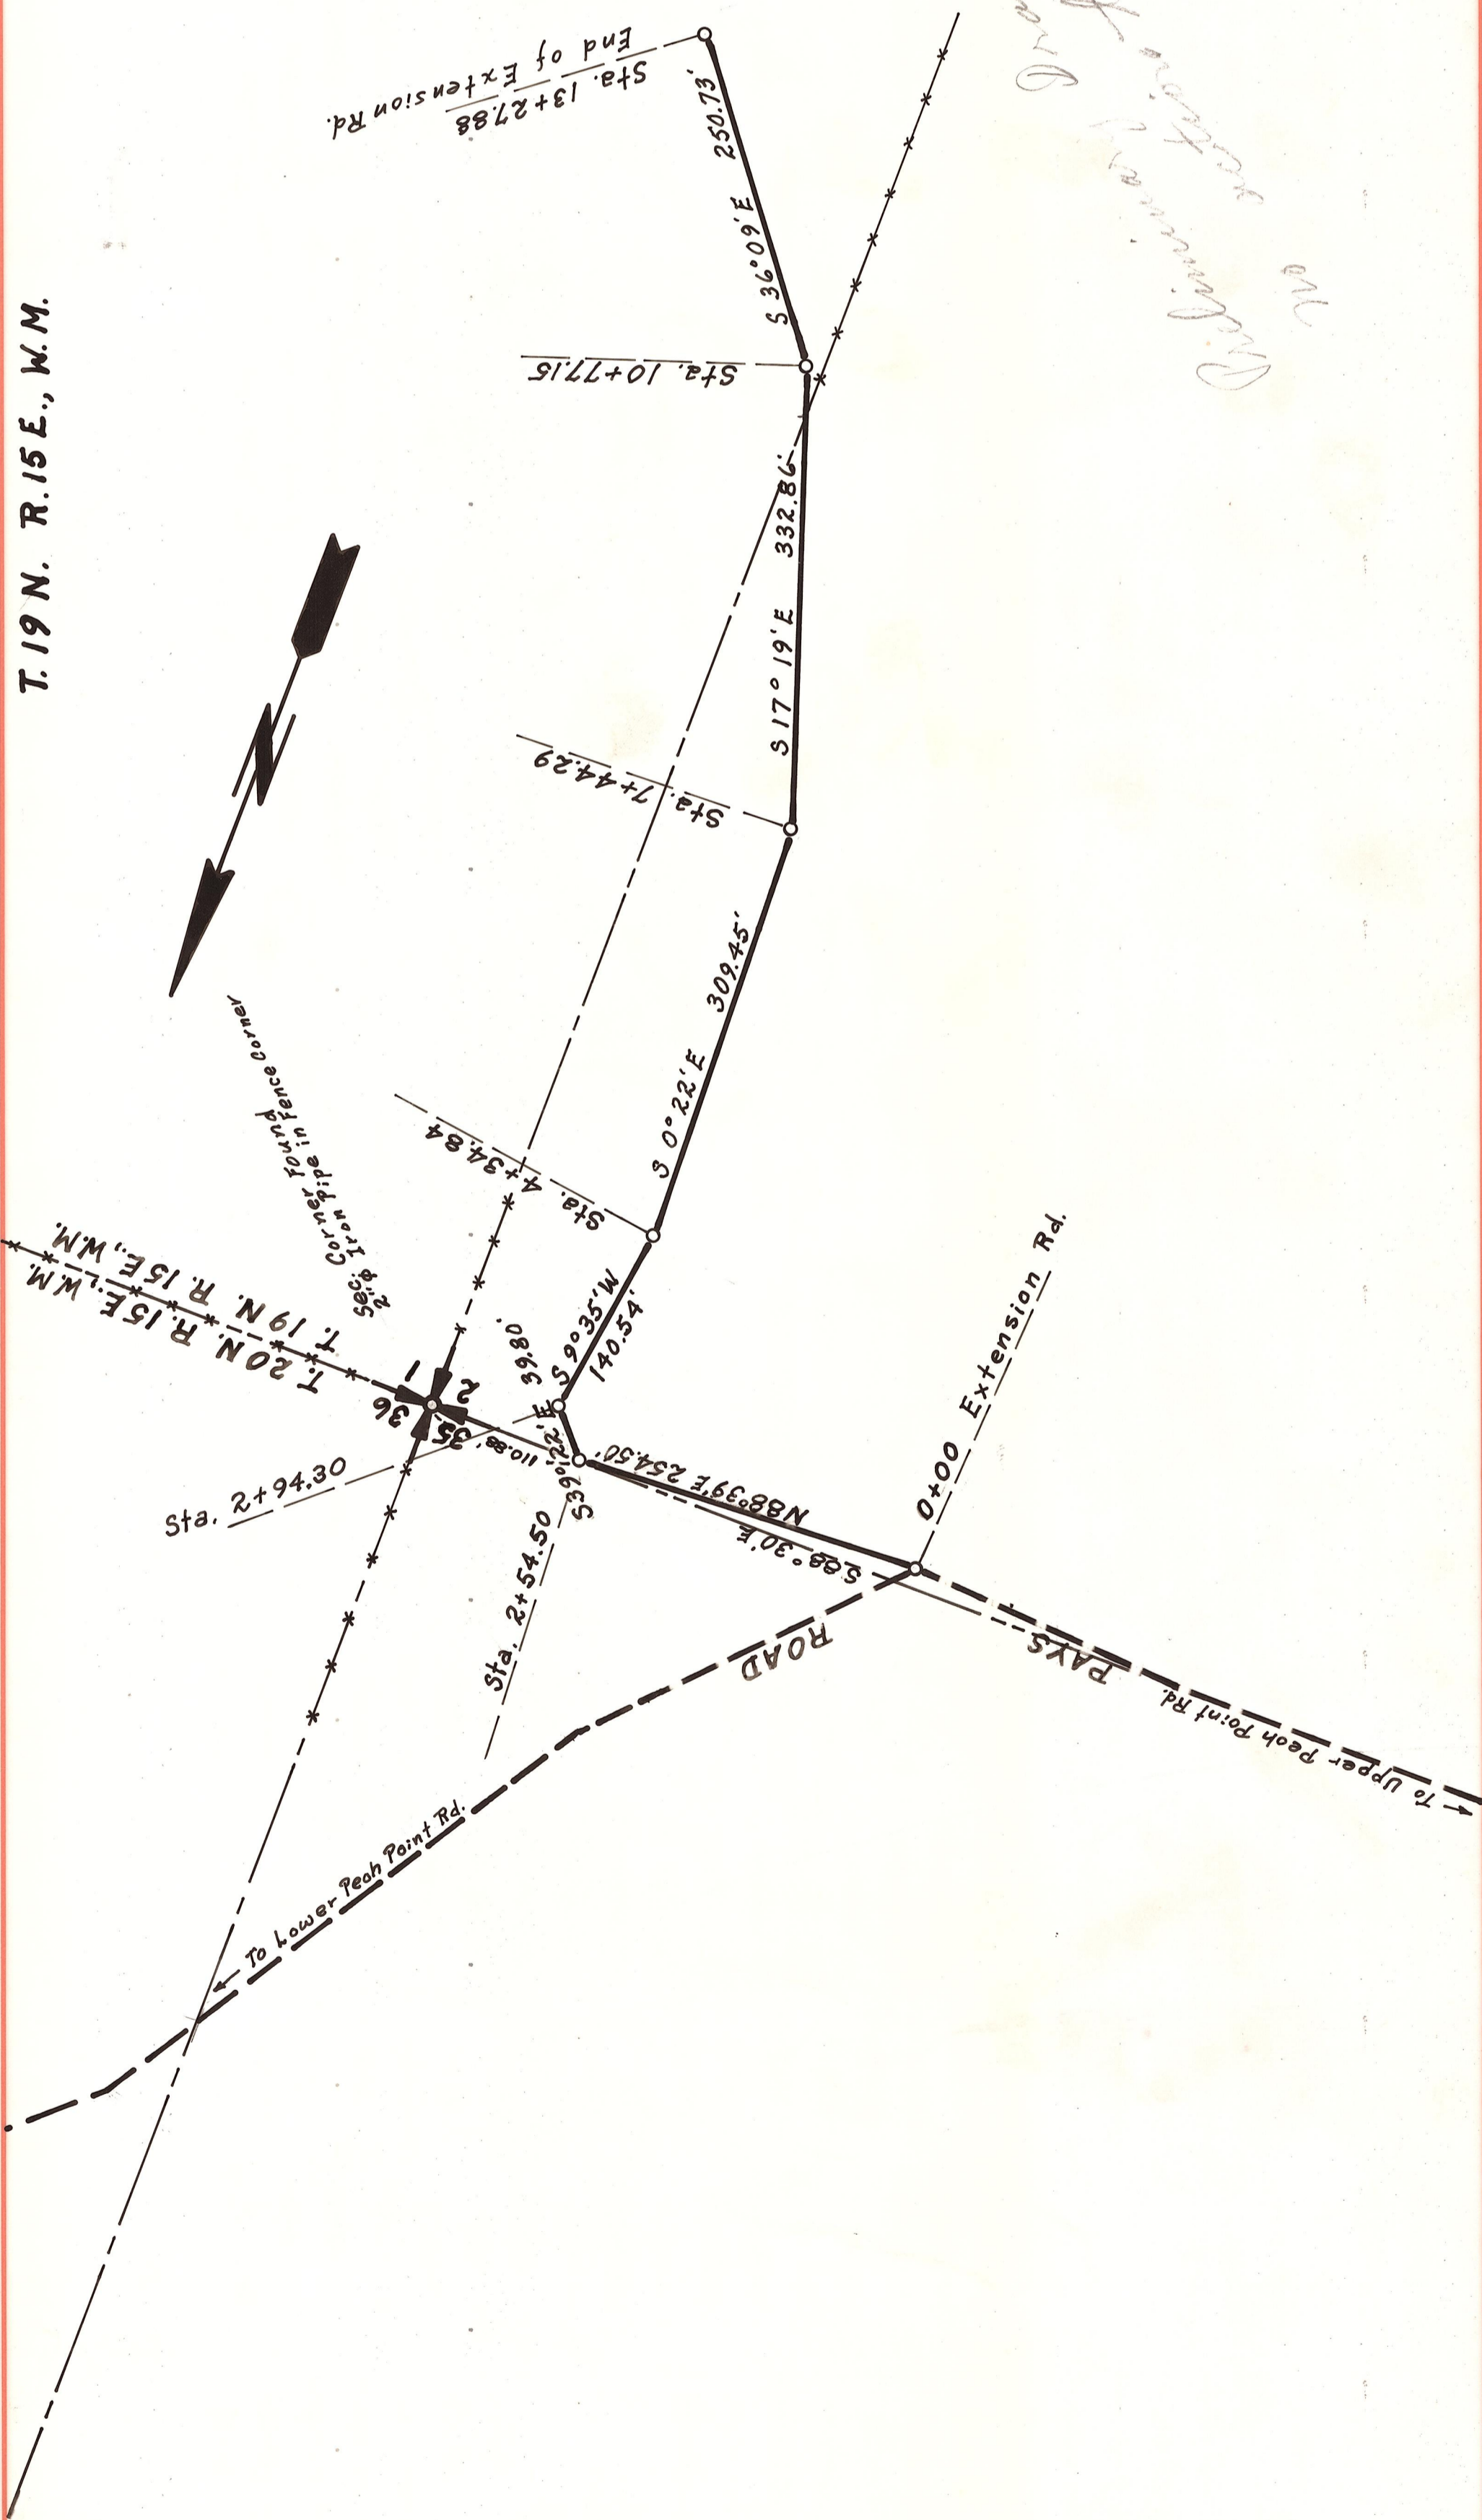 T. 19 N. R. 15 E., W.M.
Sta. 13+27.88
End of Extension Rd.
250.73'
S 36° 09' E
Sta. 10+77.15
332.86'
S 17° 19' E
Sta. 7+44.29
309.45'
S 0° 22' E
Sta. 4+34.84
S 9° 35' W
140.54'
39.80'
S 39° 22' E
Sec. Corner Found
2"φ Iron pipe in Fence Corner
T. 20 N. R. 15 E., W.M.
T. 19 N. R. 15 E., W.M.
36
1
35
2
110.88'
Sta. 2+94.30
Sta. 2+54.50
N 88° 39' E 254.50'
S 88° 30' E
0+00 Extension Rd.
PAYS
ROAD
To Upper Peoh Point Rd.
To Lower Peoh Point Rd.